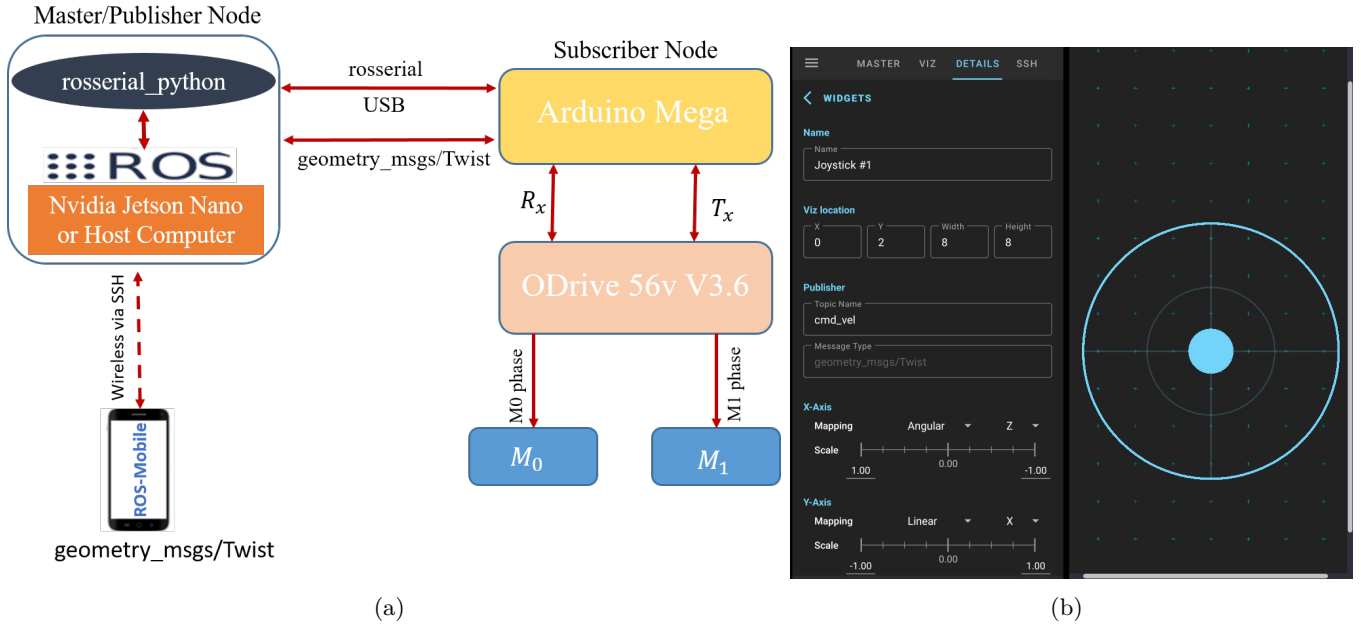 Master/Publisher Node
rosserial_python
ROS
Nvidia Jetson Nano
or Host Computer
rosserial
USB
geometry_msgs/Twist
Subscriber Node
Arduino Mega
Rx
Tx
ODrive 56v V3.6
M0 phase
M1 phase
M0
M1
Wireless via SSH
ROS-Mobile
geometry_msgs/Twist
(a)
MASTER VIZ DETAILS SSH
WIDGETS
Name
Name
Joystick #1
Viz location
X Y Width Height
0 2 8 8
Publisher
Topic Name
cmd_vel
Message Type
geometry_msgs/Twist
X-Axis
Mapping Angular Z
Scale
1.00 0.00 -1.00
Y-Axis
Mapping Linear X
Scale
-1.00 0.00 1.00
(b)